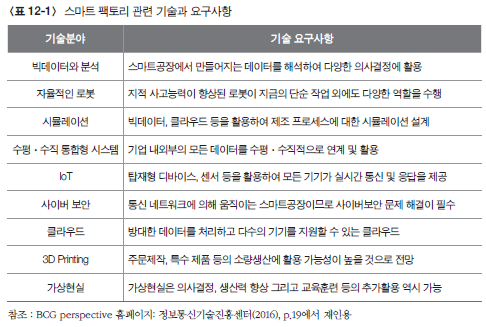 〈표 12-1〉 스마트 팩토리 관련 기술과 요구사항
기술분야 기술 요구사항
빅데이터와 분석 스마트공장에서 만들어지는 데이터를 해석하여 다양한 의사결정에 활용
자율적인 로봇 지적 사고능력이 향상된 로봇이 지금의 단순 작업 외에도 다양한 역할을 수행
시뮬레이션 빅데이터, 클라우드 등을 활용하여 제조 프로세스에 대한 시뮬레이션 설계
수평·수직 통합형 시스템 기업 내외부의 모든 데이터를 수평·수직적으로 연계 및 활용
IoT 탑재형 디바이스, 센서 등을 활용하여 모든 기기가 실시간 통신 및 응답을 제공
사이버 보안 통신 네트워크에 의해 움직이는 스마트공장이므로 사이버보안 문제 해결이 필수
클라우드 방대한 데이터를 처리하고 다수의 기기를 지원할 수 있는 클라우드
3D Printing 주문제작, 특수 제품 등의 소량생산에 활용 가능성이 높을 것으로 전망
가상현실 가상현실은 의사결정, 생산력 향상 그리고 교육훈련 등의 추가활용 역시 가능
참조 : BCG perspective 홈페이지: 정보통신기술진흥센터(2016), p.19에서 재인용